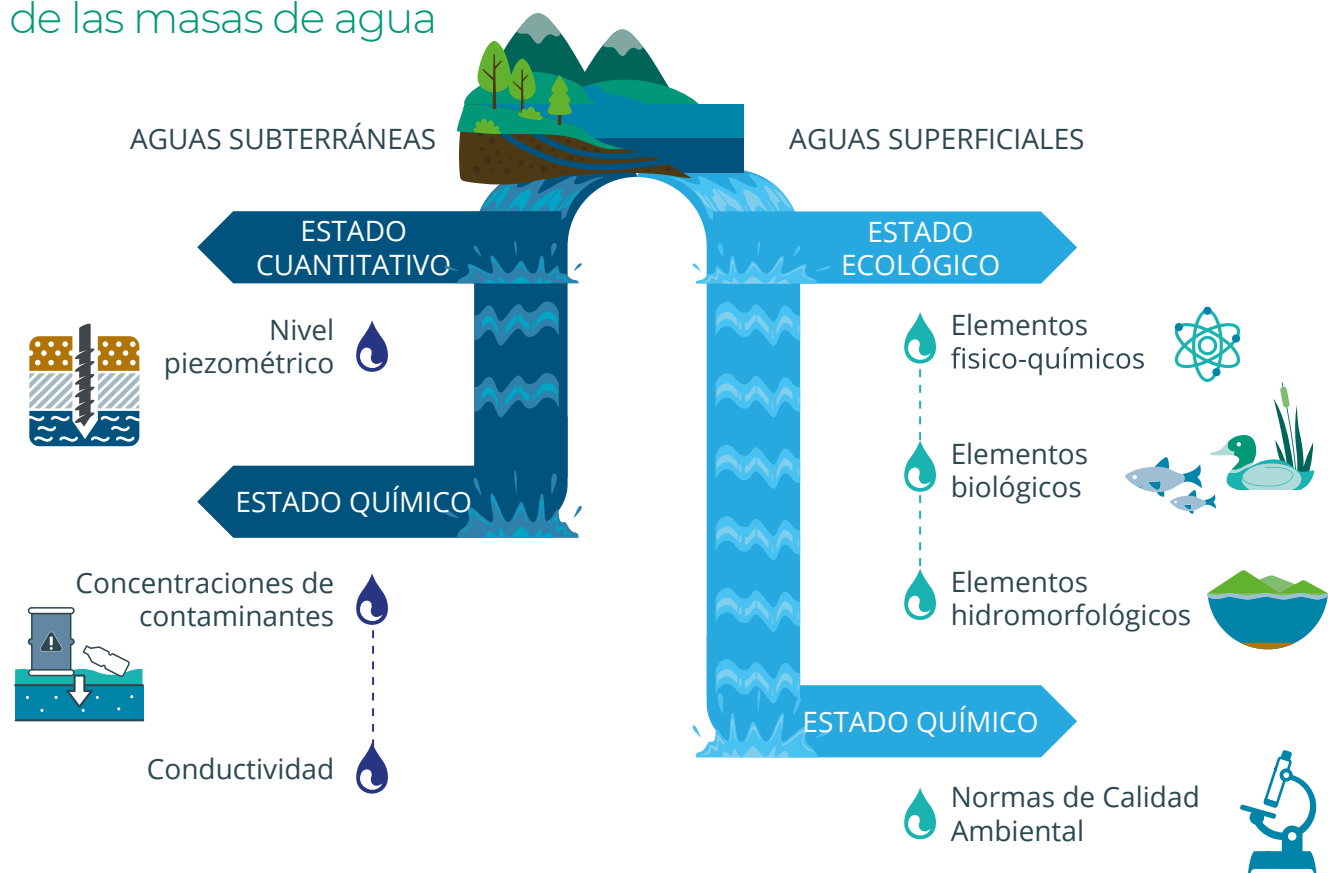 de las masas de agua
AGUAS SUBTERRÁNEAS
ESTADO
CUANTITATIVO
Nivel
piezométrico
ESTADO QUÍMICO
Concentraciones de
contaminantes
Conductividad
AGUAS SUPERFICIALES
ESTADO
ECOLÓGICO
Elementos
fisico-químicos
Elementos
biológicos
Elementos
hidromorfológicos
ESTADO QUÍMICO
Normas de Calidad
Ambiental